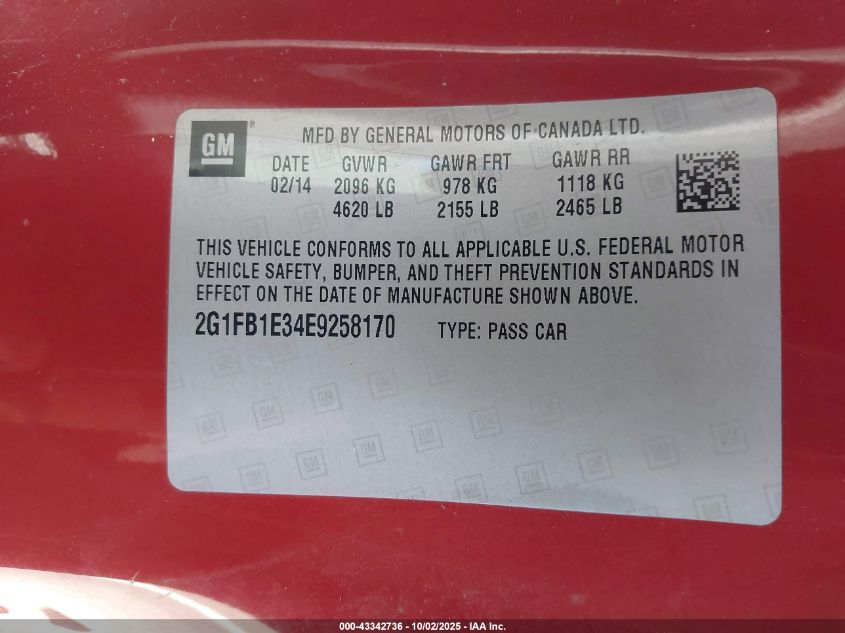 GM®
MFD BY GENERAL MOTORS OF CANADA LTD.
DATE GVWR GAWR FRT GAWR RR
02/14 2096 KG 978 KG 1118 KG
4620 LB 2155 LB 2465 LB
THIS VEHICLE CONFORMS TO ALL APPLICABLE U.S. FEDERAL MOTOR
VEHICLE SAFETY, BUMPER, AND THEFT PREVENTION STANDARDS IN
EFFECT ON THE DATE OF MANUFACTURE SHOWN ABOVE.
2G1FB1E34E9258170 TYPE: PASS CAR
000-43342736 - 10/02/2025 - IAA Inc.